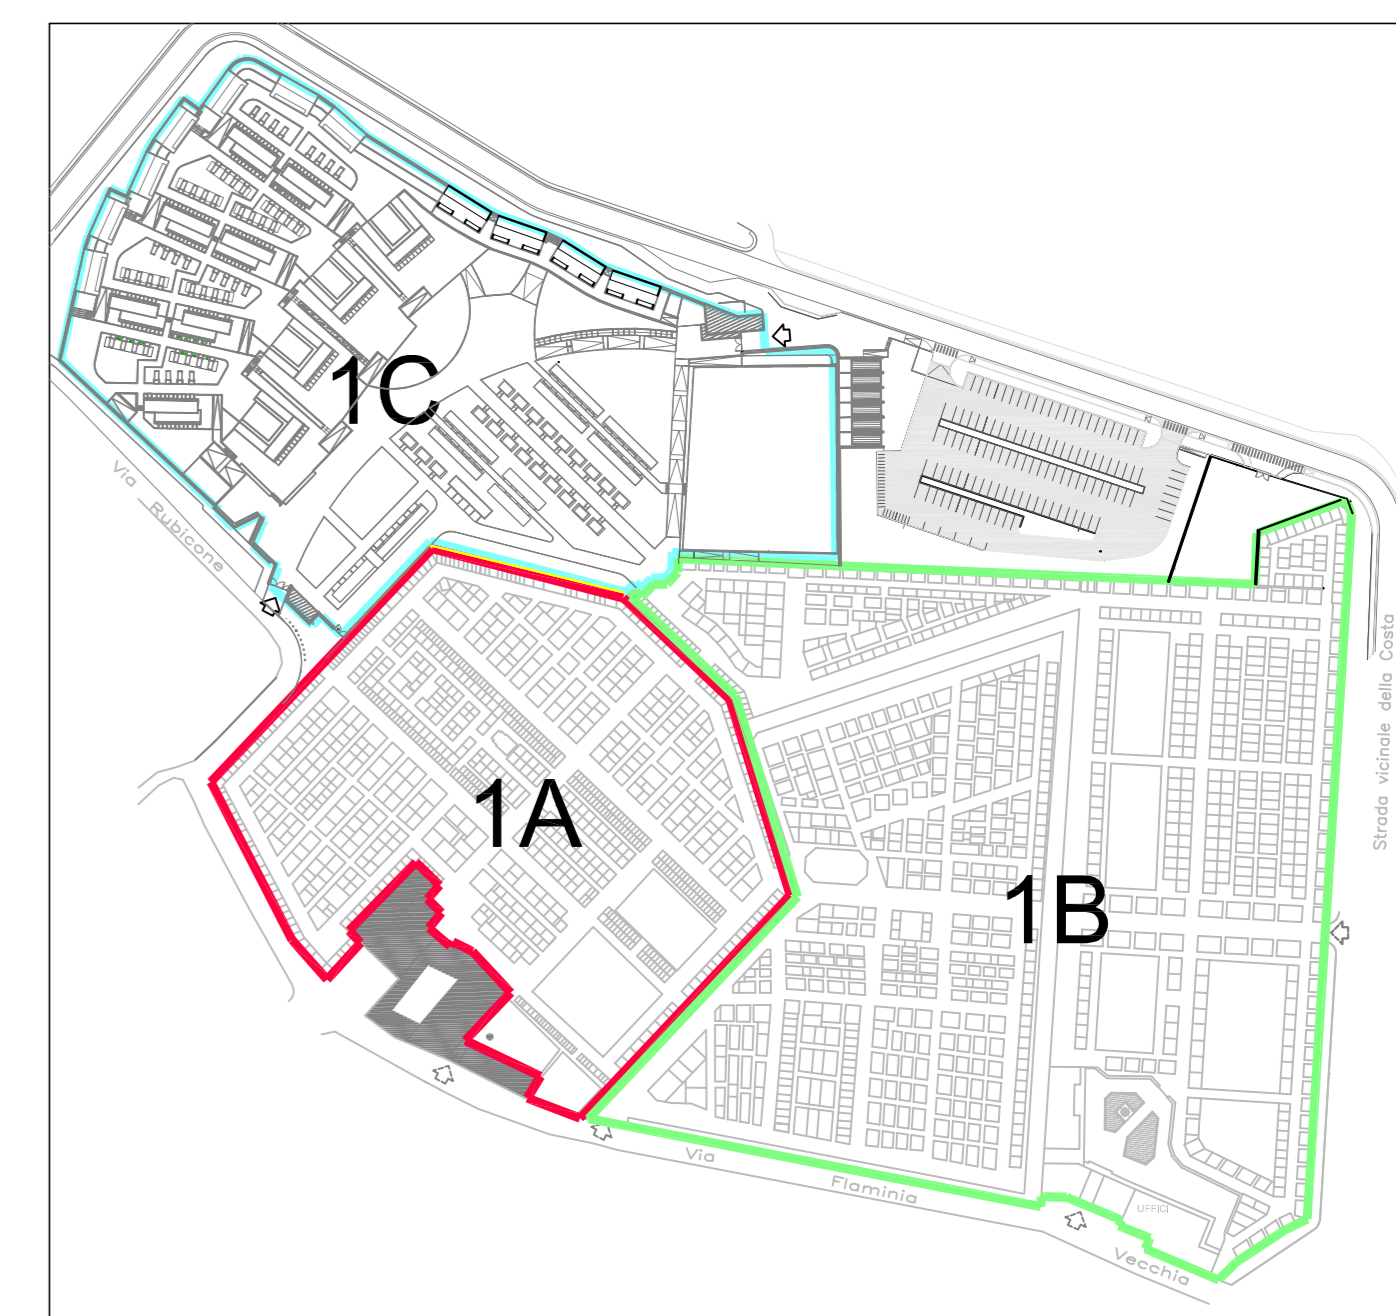 1C
Via Rubicone
1A
1B
Strada vicinale della Costa
UFFICI
Via Flaminia Vecchia